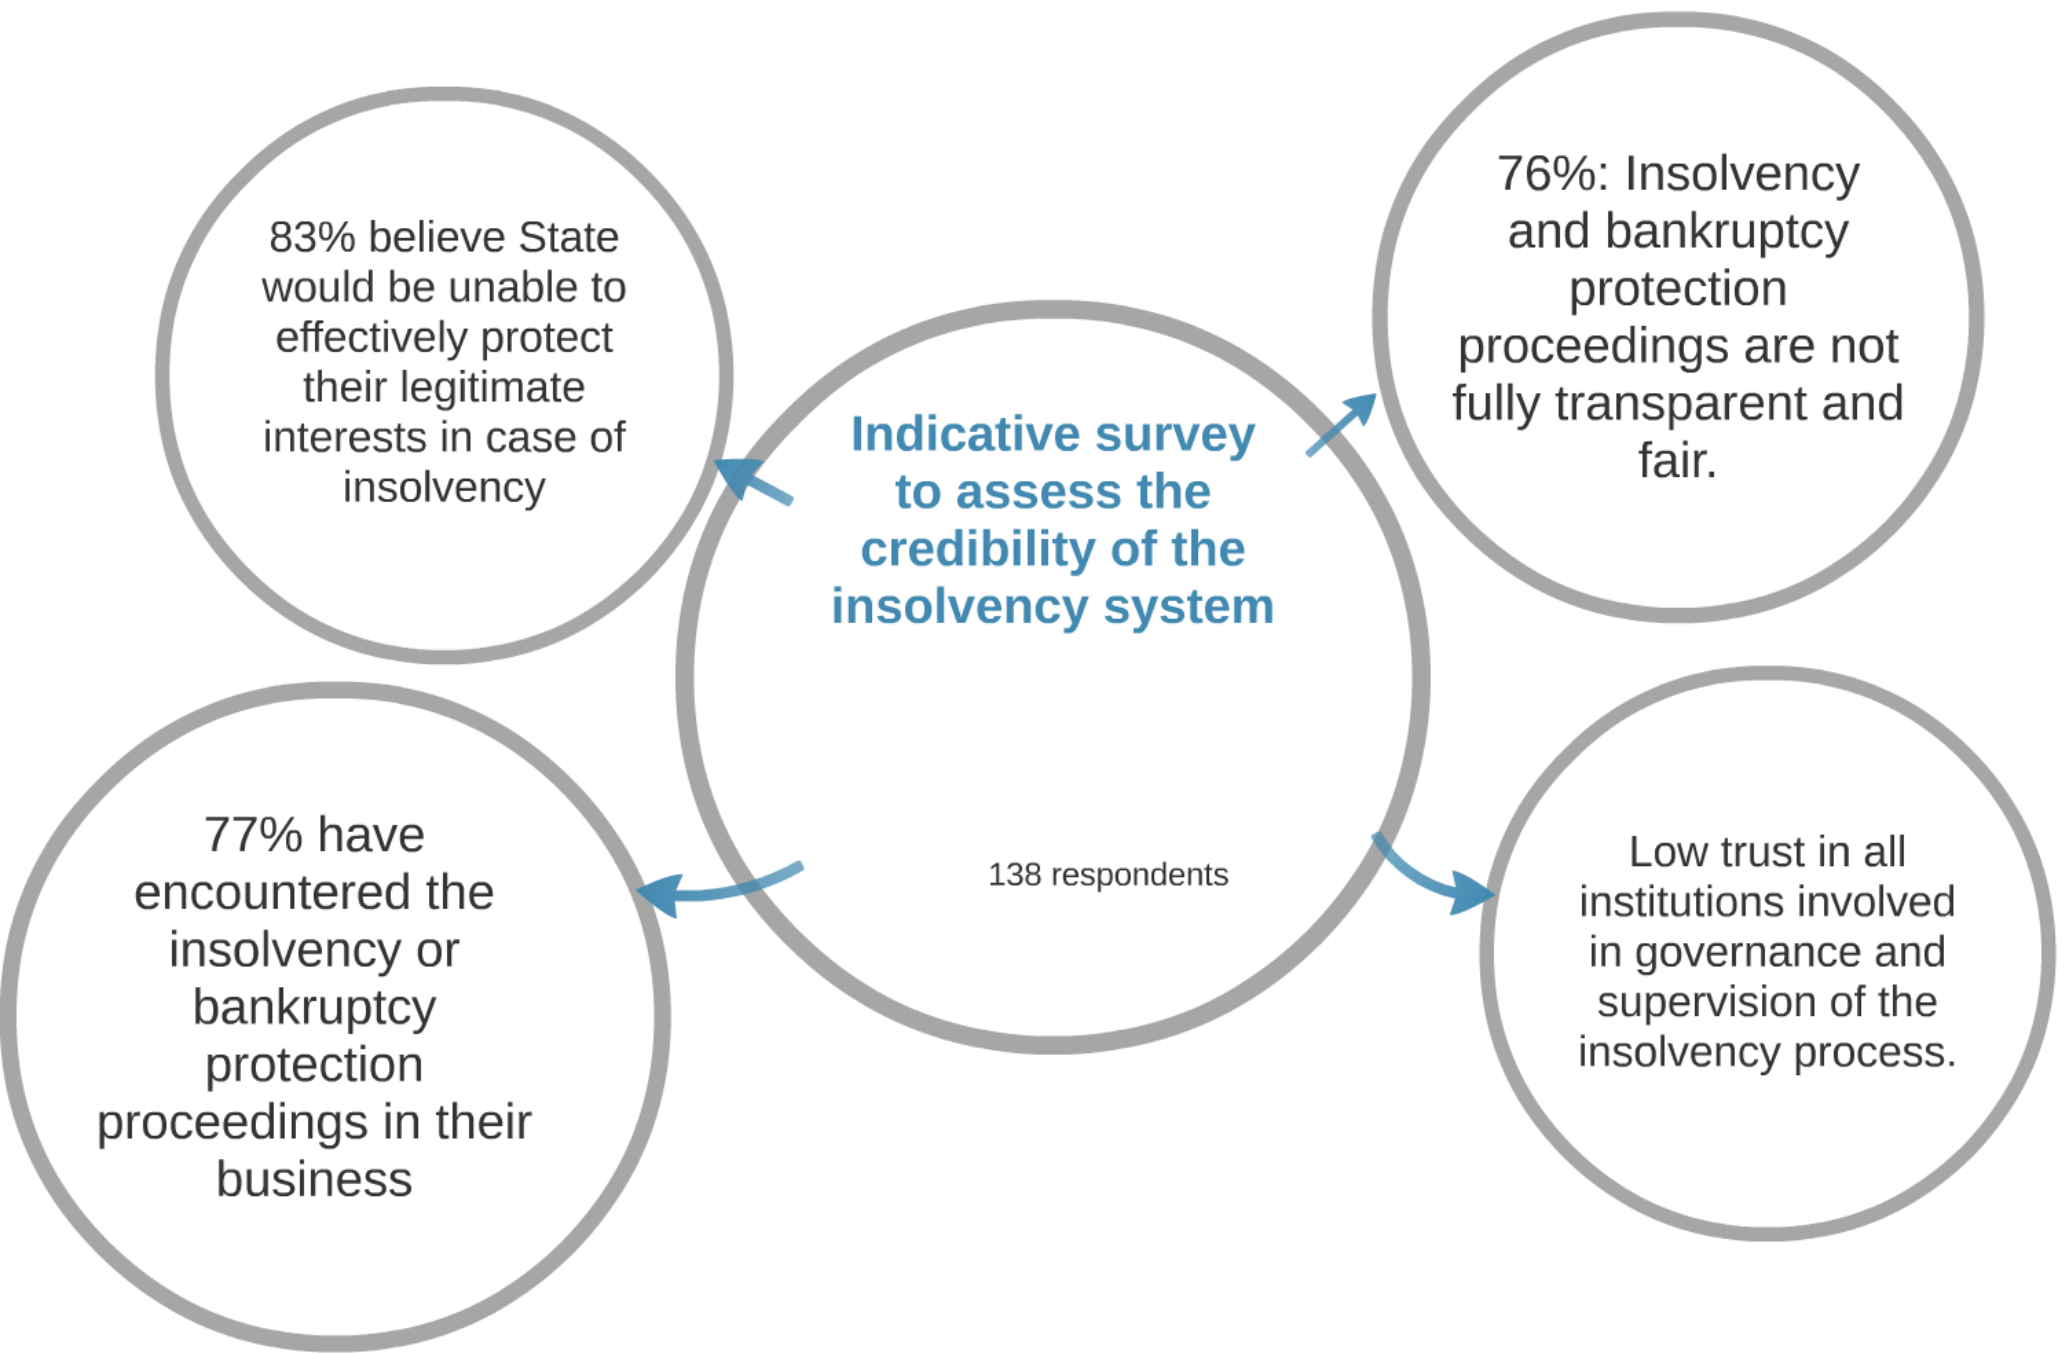 83% believe State
would be unable to
effectively protect
their legitimate
interests in case of
insolvency
76%: Insolvency
and bankruptcy
protection
proceedings are not
fully transparent and
fair.
Indicative survey
to assess the
credibility of the
insolvency system
138 respondents
77% have
encountered the
insolvency or
bankruptcy
protection
proceedings in their
business
Low trust in all
institutions involved
in governance and
supervision of the
insolvency process.